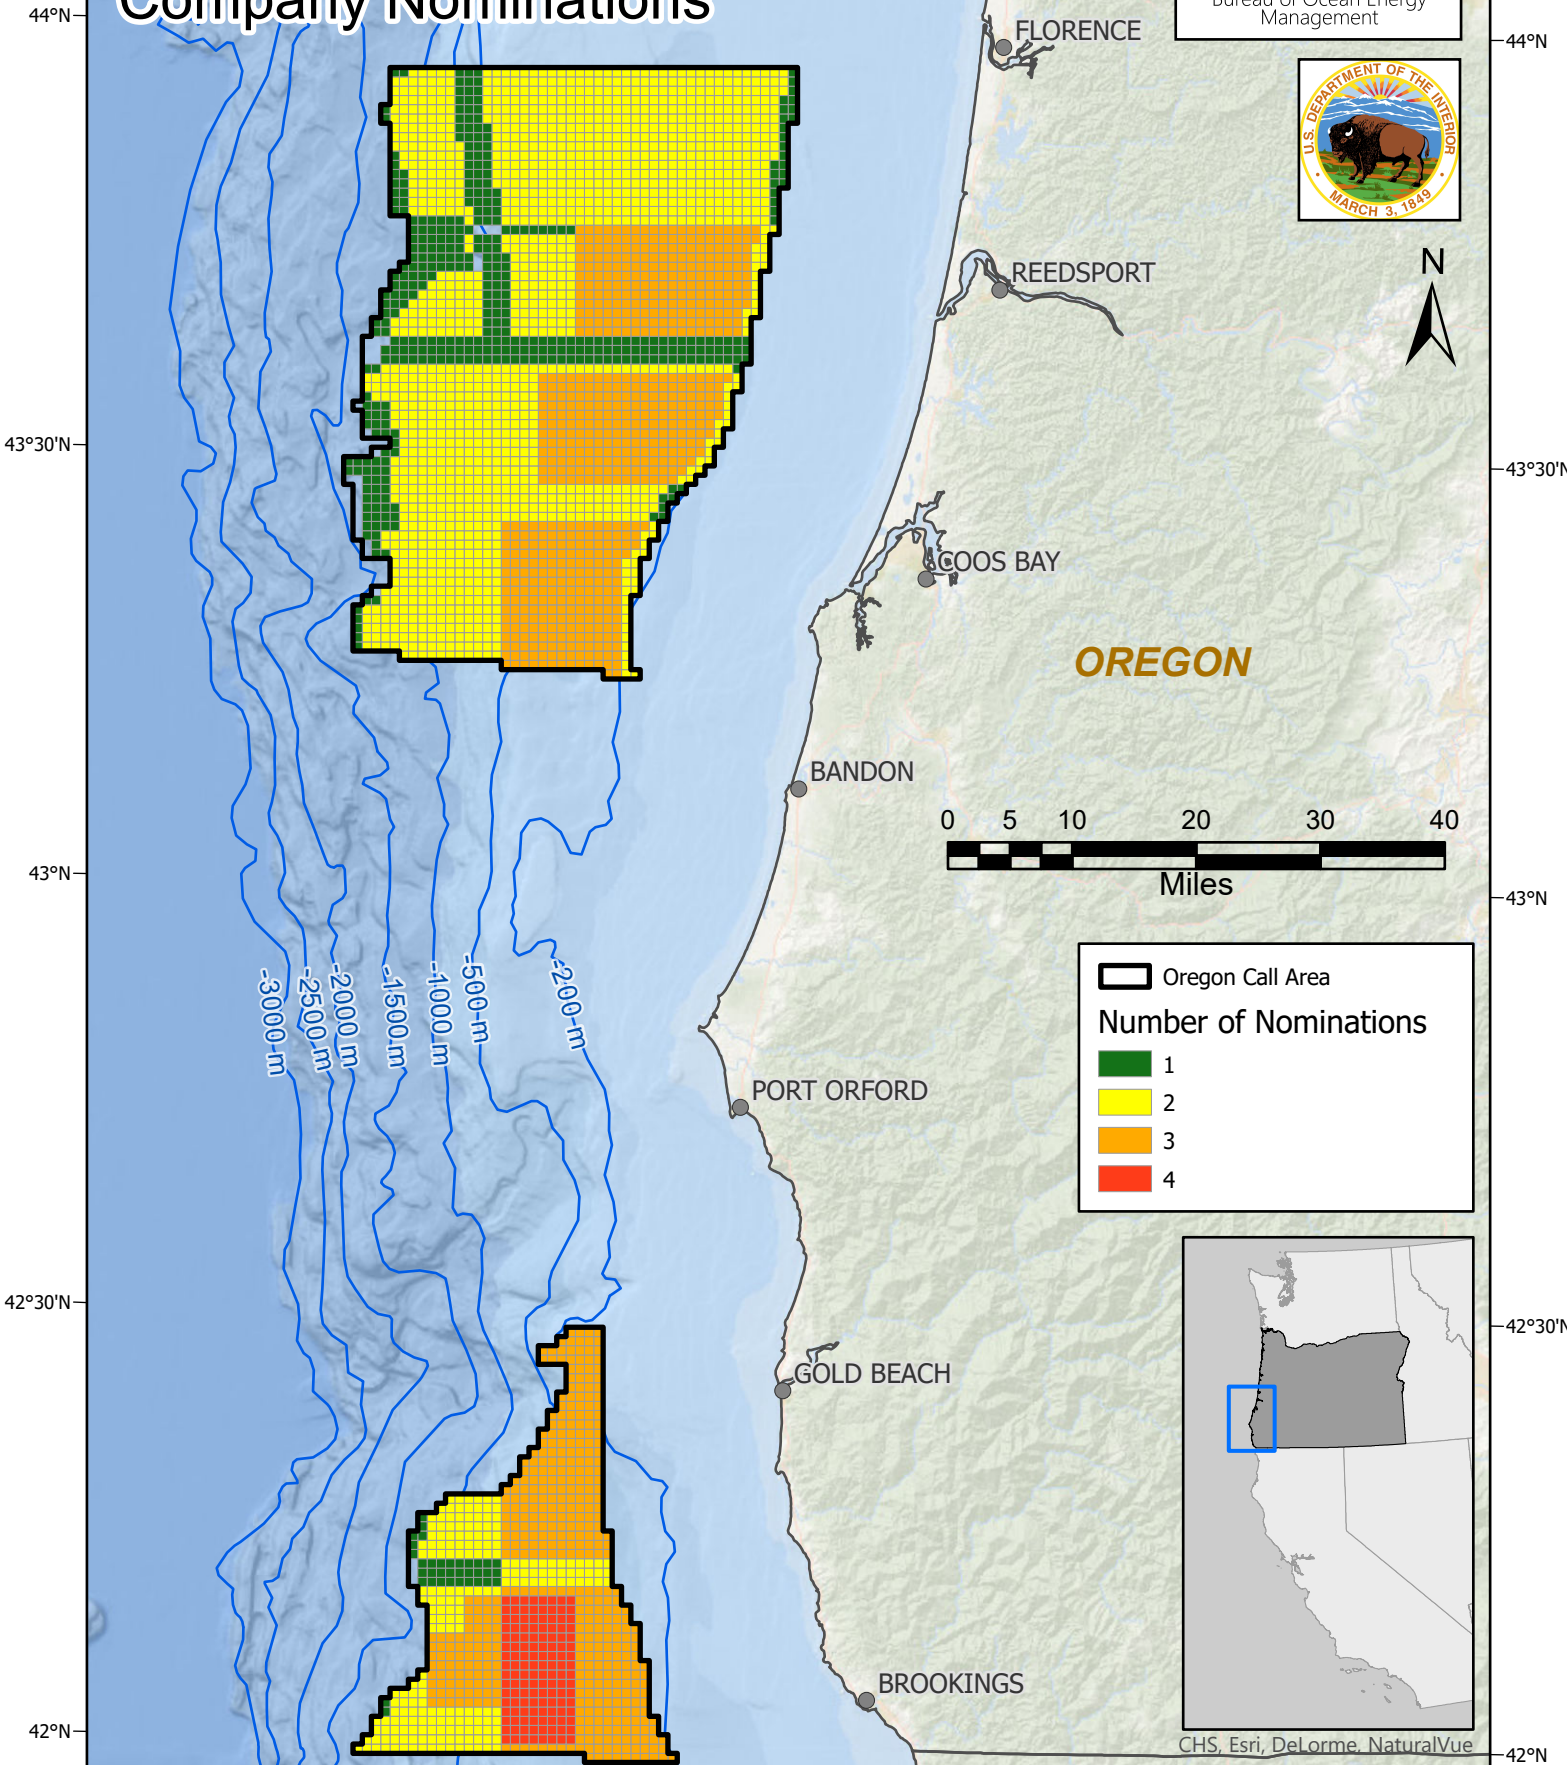 Company Nominations
Bureau of Ocean Energy
Management
44°N
44°N
FLORENCE
U.S. DEPARTMENT OF THE INTERIOR
MARCH 3, 1849
N
REEDSPORT
43°30'N
43°30'N
COOS BAY
OREGON
BANDON
0 5 10 20 30 40
Miles
43°N
43°N
-3000 m
-2500 m
-2000 m
-1500 m
-1000 m
-500 m
-200 m
Oregon Call Area
Number of Nominations
1
2
3
4
PORT ORFORD
42°30'N
42°30'N
GOLD BEACH
BROOKINGS
42°N
42°N
CHS, Esri, DeLorme, NaturalVue